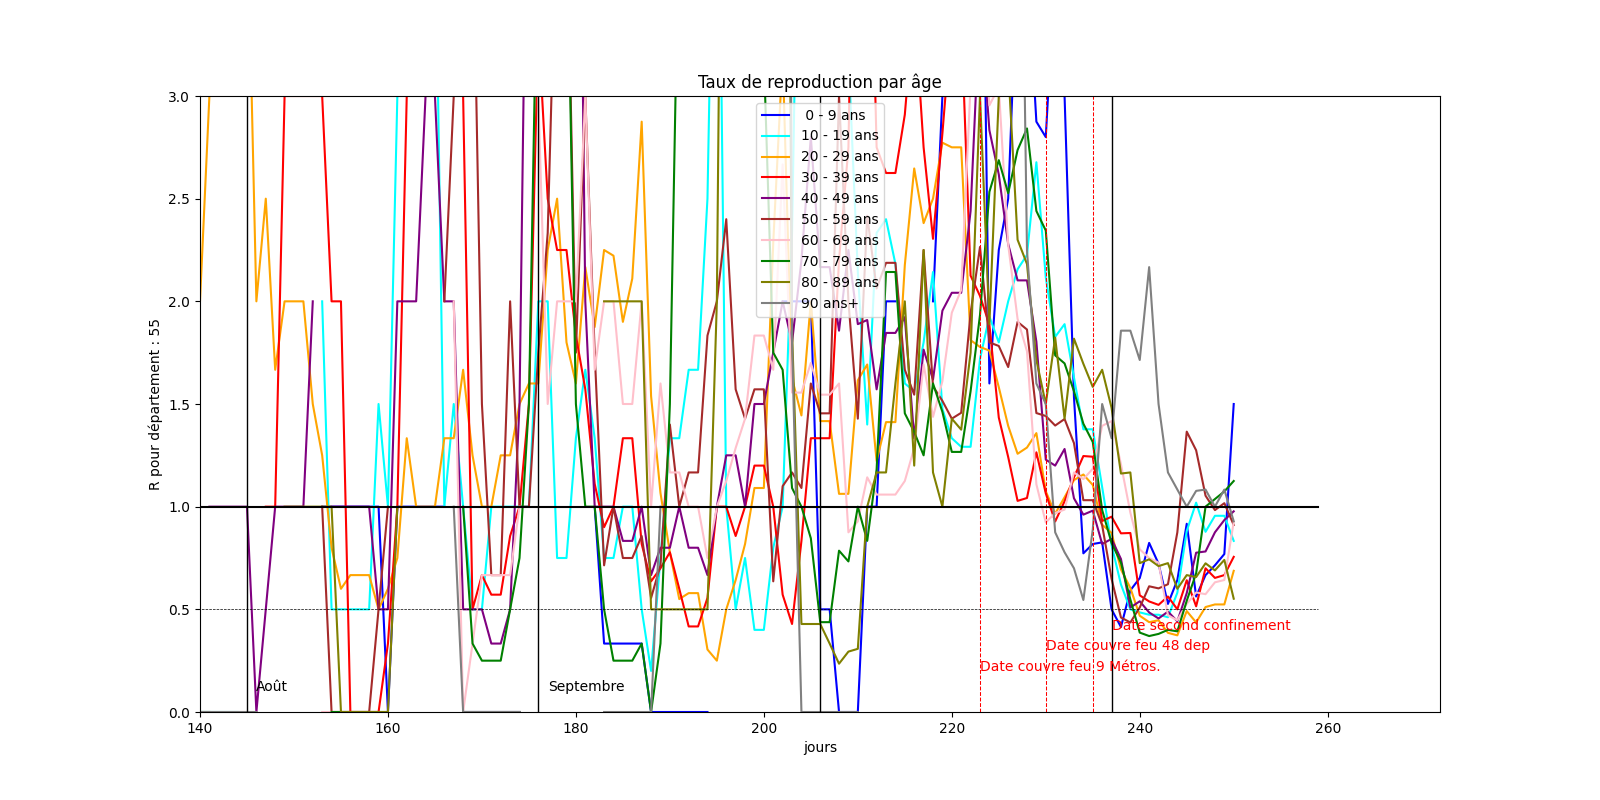 Taux de reproduction par âge
3.0
2.5
2.0
1.5
1.0
0.5
0.0
R pour département : 55
0 - 9 ans
10 - 19 ans
20 - 29 ans
30 - 39 ans
40 - 49 ans
50 - 59 ans
60 - 69 ans
70 - 79 ans
80 - 89 ans
90 ans+
Date second confinement
Date couvre feu 48 dep
Date couvre feu 9 Métros.
Août
Septembre
140
160
180
200
220
240
260
jours